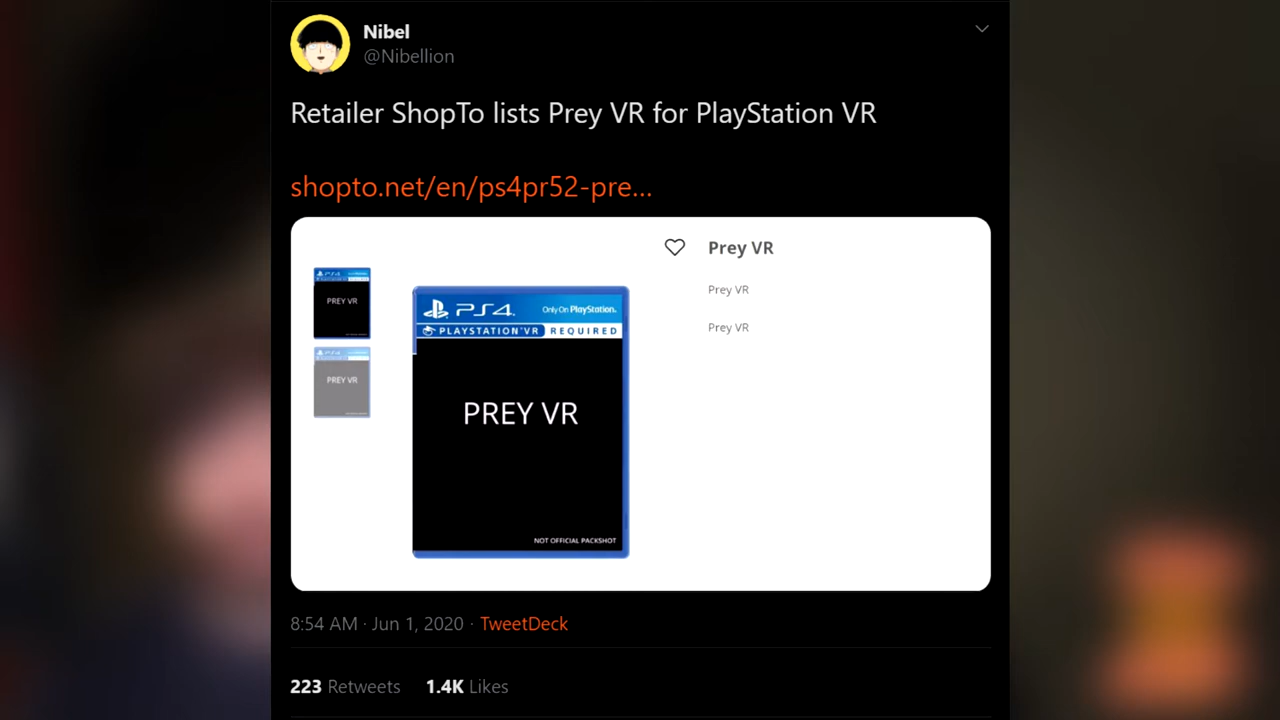 Nibel
@Nibellion
Retailer ShopTo lists Prey VR for PlayStation VR
shopto.net/en/ps4pr52-pre...
Prey VR
Prey VR
Prey VR
PS4
Only On PlayStation.
PLAYSTATION VR REQUIRED
PREY VR
NOT OFFICIAL PACKSHOT
PS4
PREY VR
PS4
PREY VR
8:54 AM · Jun 1, 2020 · TweetDeck
223 Retweets 1.4K Likes